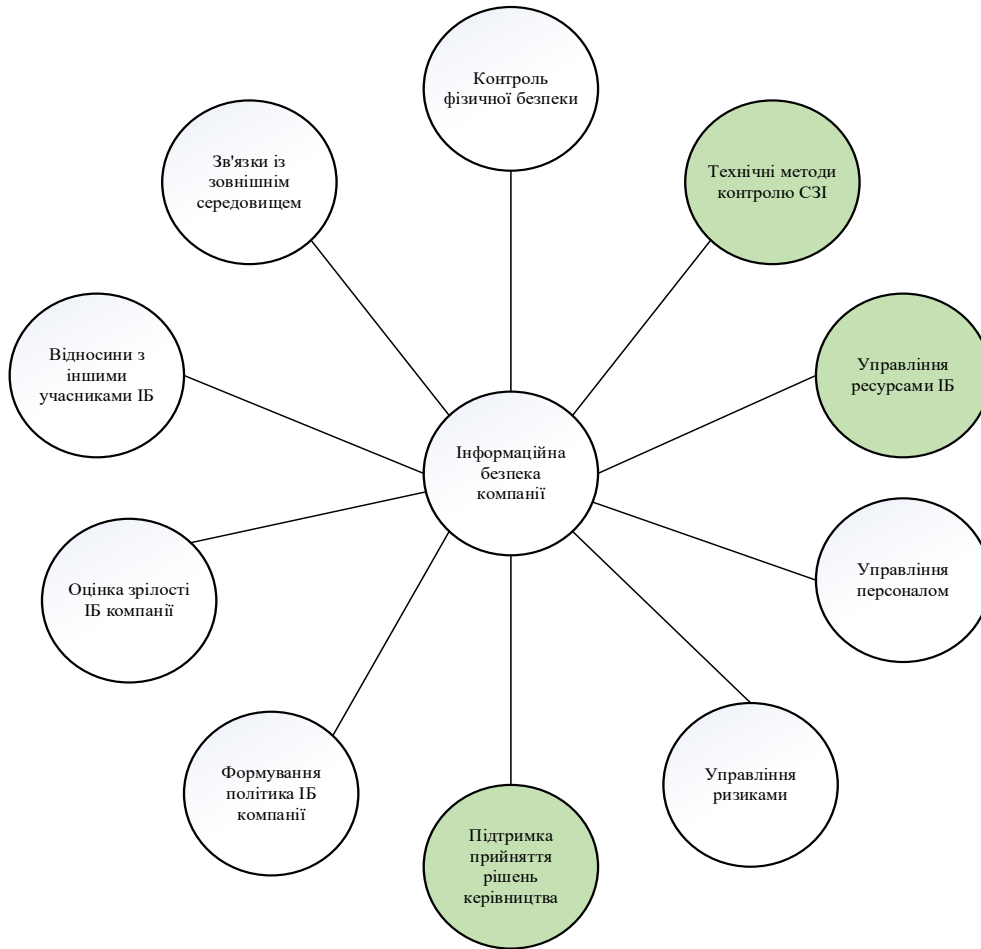 Контроль
фізичної безпеки
Технічні методи
контролю СЗІ
Управління
ресурсами ІБ
Управління
персоналом
Управління
ризиками
Підтримка
прийняття
рішень
керівництва
Формування
політика ІБ
компанії
Оцінка зрілості
ІБ компанії
Відносини з
іншими
учасниками ІБ
Зв'язки із
зовнішнім
середовищем
Інформаційна
безпека
компанії